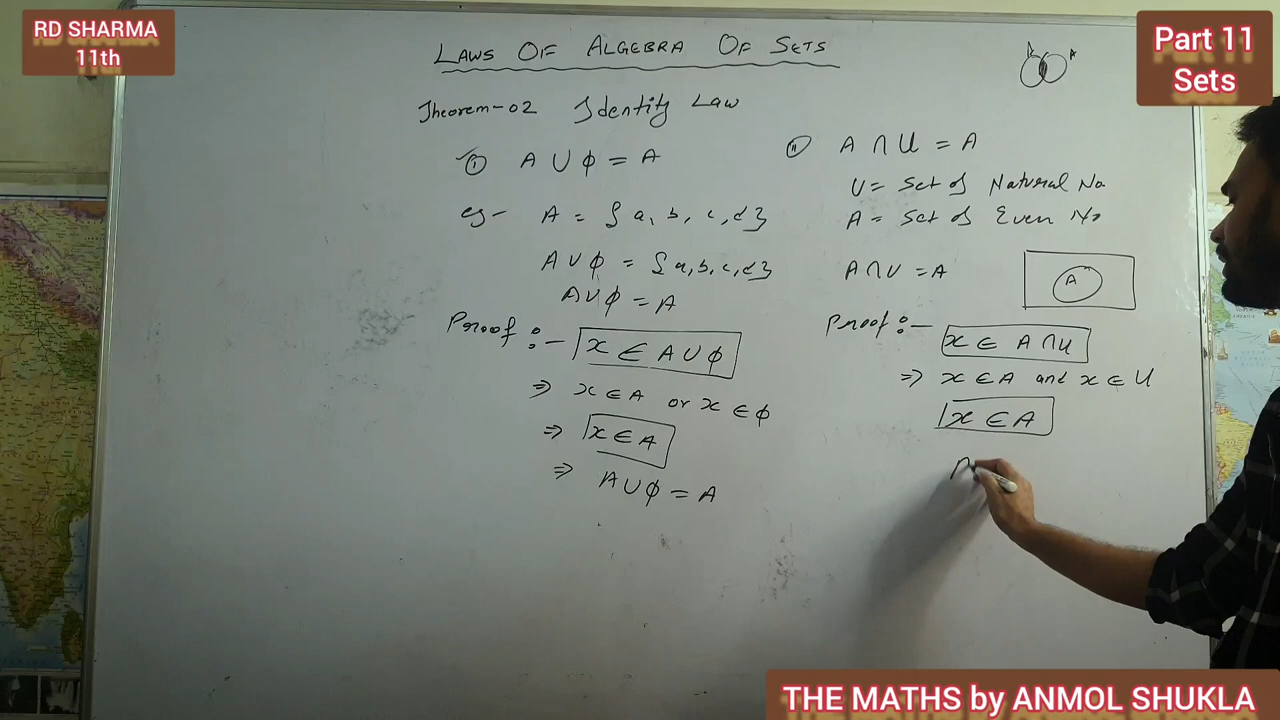 RD SHARMA
11th
Part 11
Sets
LAWS OF ALGEBRA OF SETS
Theorem-02 Identity Law
① A ∪ ϕ = A
eg- A = {a, b, c, d}
A ∪ ϕ = {a, b, c, d}
A ∪ ϕ = A
Proof :- x ∈ A ∪ ϕ
⇒ x ∈ A or x ∈ ϕ
⇒ x ∈ A
⇒ A ∪ ϕ = A
ⓘⓘ A ∩ U = A
U = Set of Natural No
A = Set of Even No
A ∩ U = A
A
A
Proof :- x ∈ A ∩ U
⇒ x ∈ A and x ∈ U
x ∈ A
THE MATHS by ANMOL SHUKLA